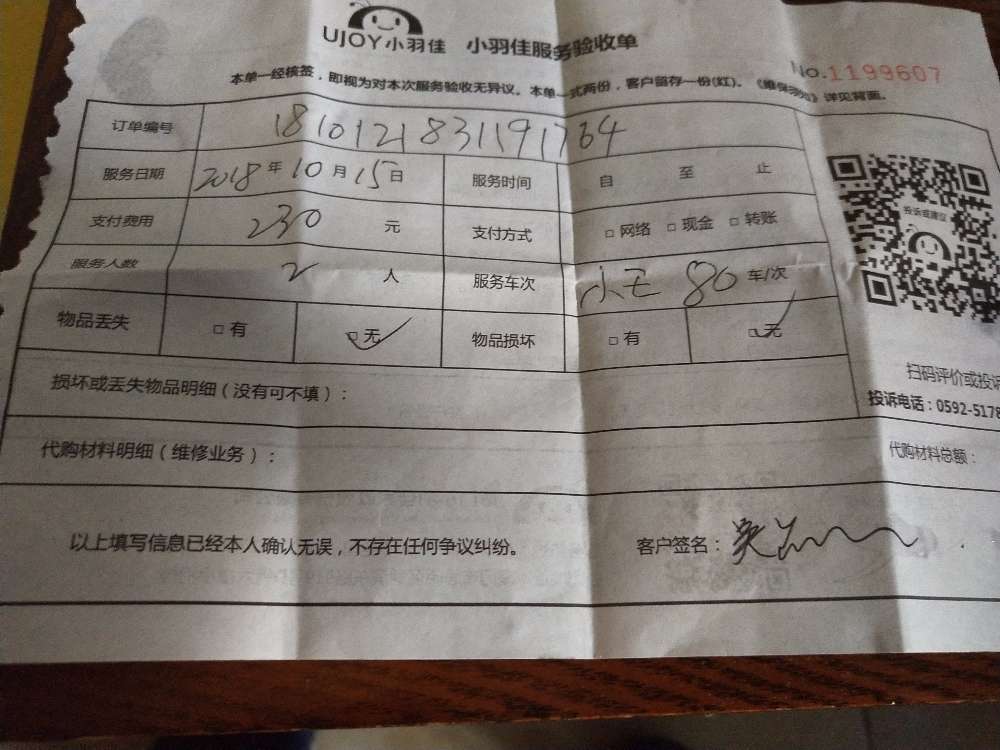 UJOY小羽佳 小羽佳服务验收单
No.1199607
本单一经核签，即视为对本次服务验收无异议。本单一式两份，客户留存一份(红)。《维保须知》详见背面。
订单编号 1810121831191764
服务日期 2018年10月15日 服务时间 自 至 止
支付费用 230 元 支付方式 □网络 □现金 □转账
服务人数 2 人 服务车次 80 车/次
物品丢失 □有 □无 物品损坏 □有 □无
投诉或建议
扫码评价或投诉
投诉电话：0592-5178
损坏或丢失物品明细（没有可不填）：
代购材料明细（维修业务）： 代购材料总额：
以上填写信息已经本人确认无误，不存在任何争议纠纷。 客户签名：